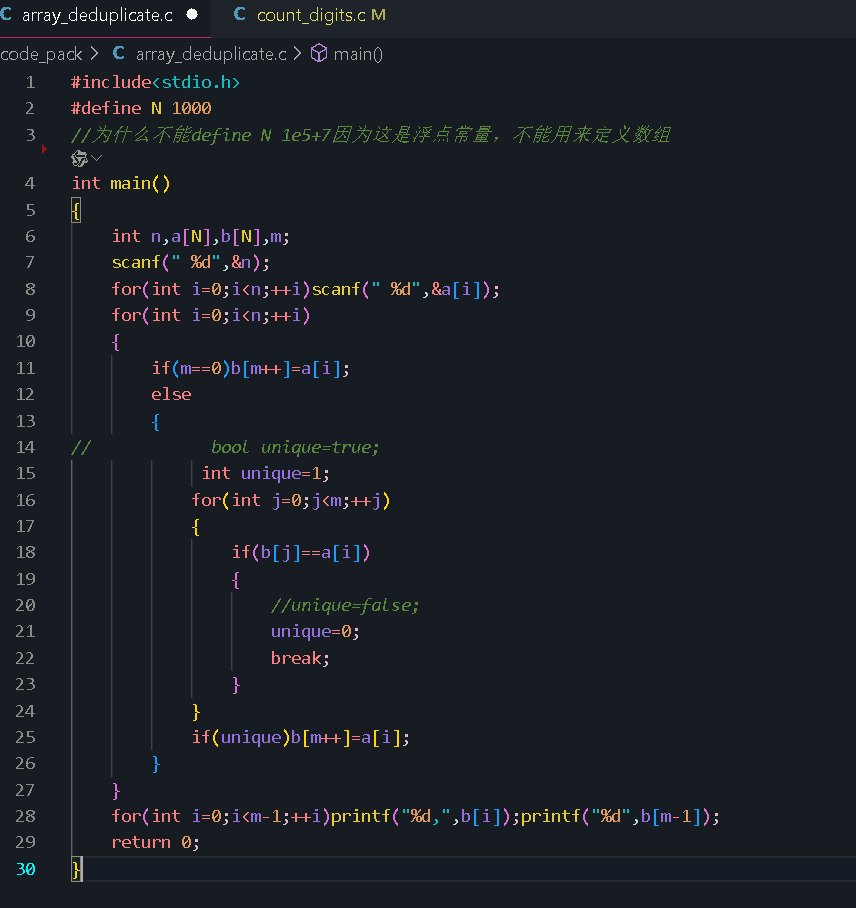 array_deduplicate.c ● C count_digits.c M
code_pack > C array_deduplicate.c > main()
1 #include<stdio.h>
2 #define N 1000
3 //为什么不能define N 1e5+7因为这是浮点常量，不能用来定义数组
4 int main()
5 {
6 int n,a[N],b[N],m;
7 scanf(" %d",&n);
8 for(int i=0;i<n;++i)scanf(" %d",&a[i]);
9 for(int i=0;i<n;++i)
10 {
11 if(m==0)b[m++]=a[i];
12 else
13 {
14 // bool unique=true;
15 int unique=1;
16 for(int j=0;j<m;++j)
17 {
18 if(b[j]==a[i])
19 {
20 //unique=false;
21 unique=0;
22 break;
23 }
24 }
25 if(unique)b[m++]=a[i];
26 }
27 }
28 for(int i=0;i<m-1;++i)printf("%d,",b[i]);printf("%d",b[m-1]);
29 return 0;
30 }